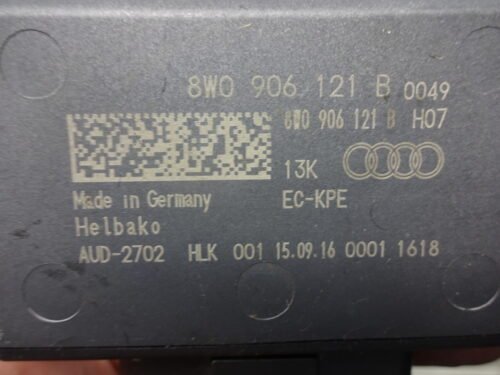 8W0 906 121 B 0049
8W0 906 121 B H07
13K
Made in Germany EC-KPE
Helbako
AUD-2702 HLK 001 15.09.16 0001 1618